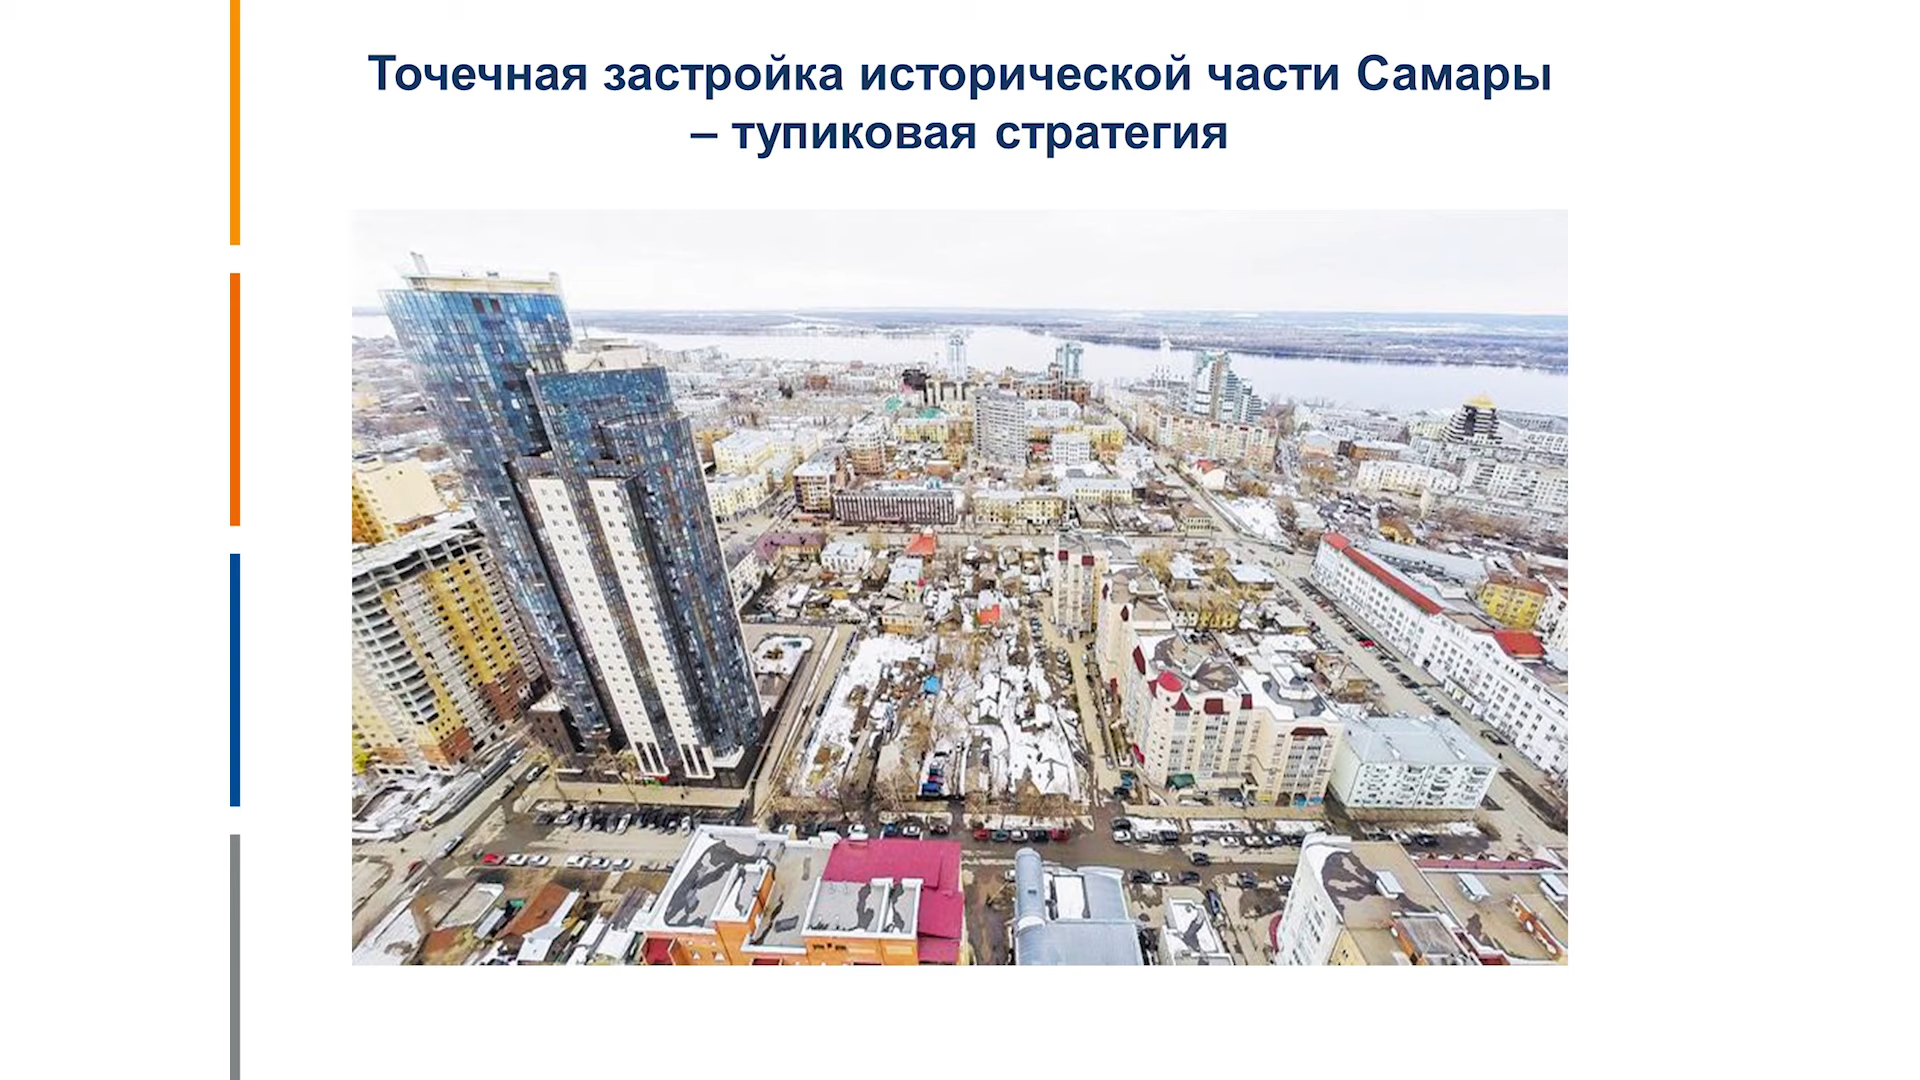 Точечная застройка исторической части Самары
– тупиковая стратегия